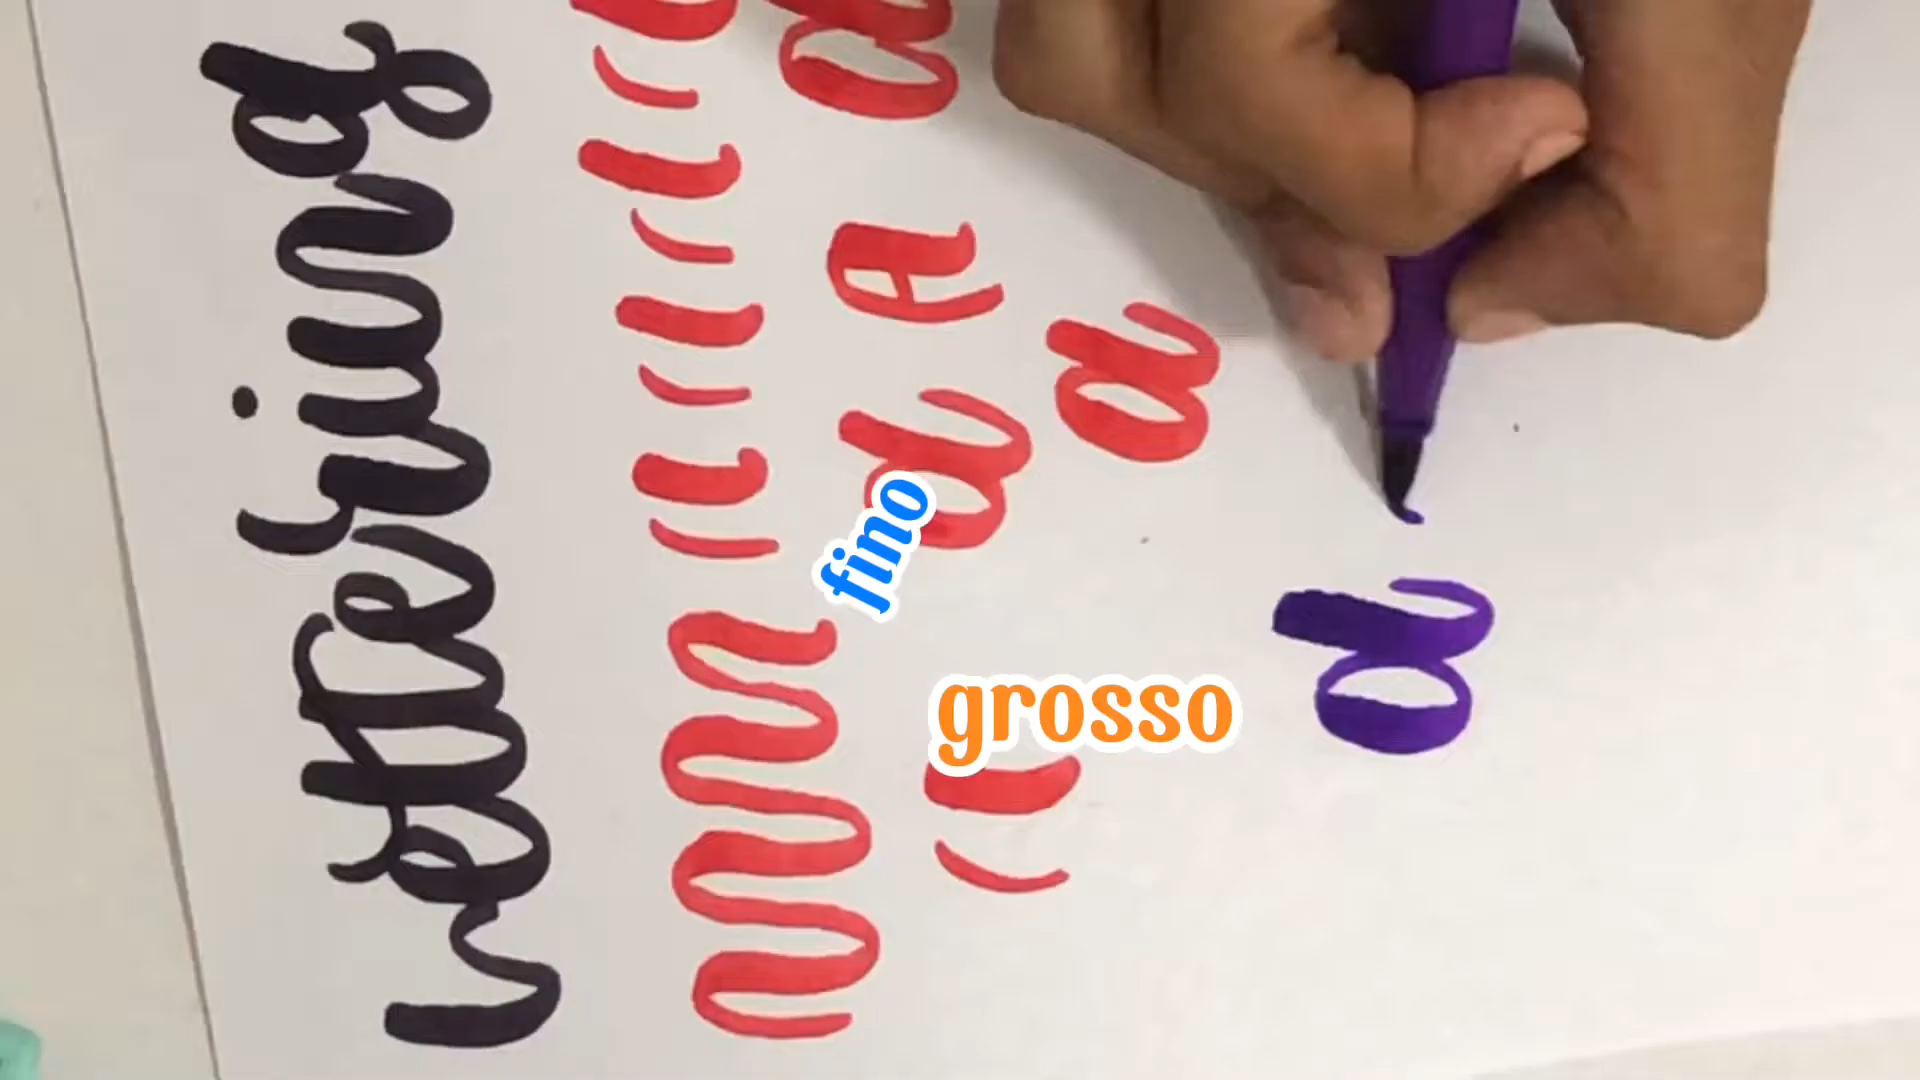 lettering
a A a
a
fino
grosso
a